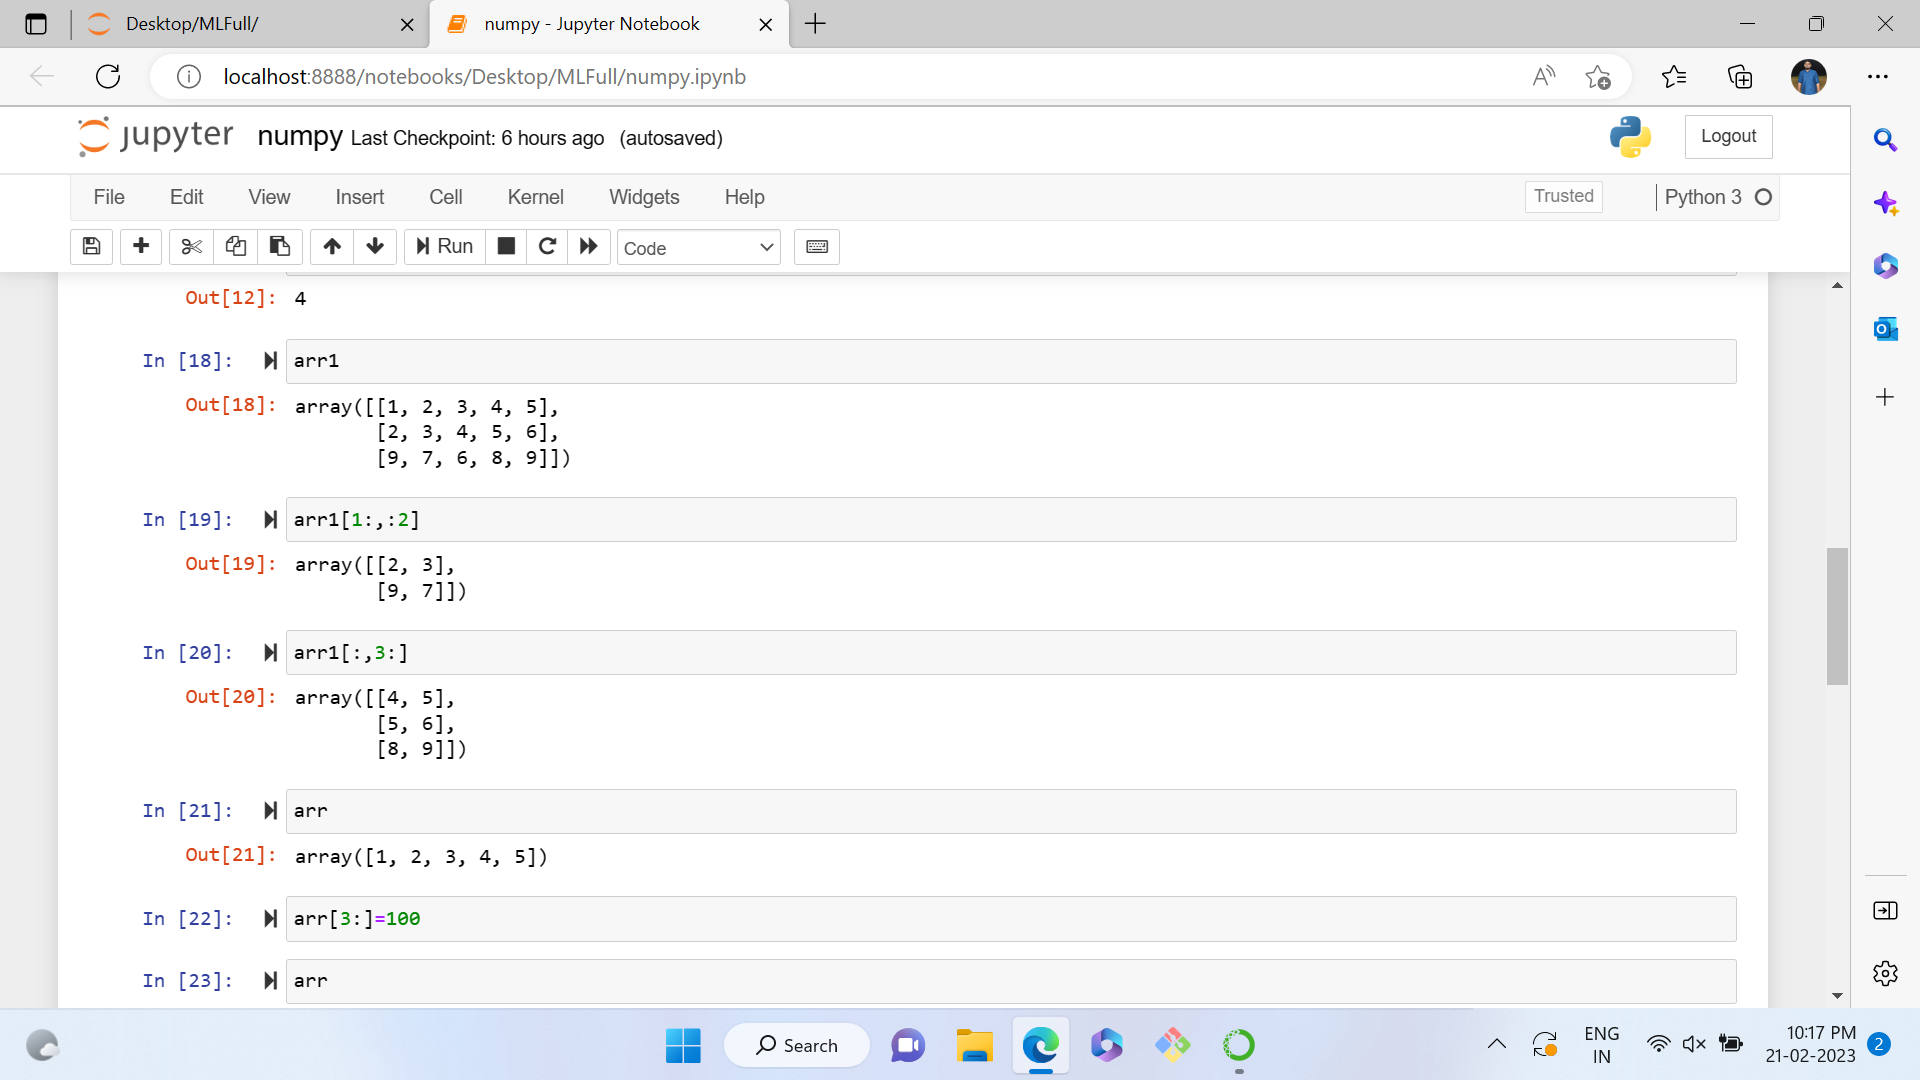 Desktop/MLFull/
numpy - Jupyter Notebook
localhost:8888/notebooks/Desktop/MLFull/numpy.ipynb
jupyter numpy Last Checkpoint: 6 hours ago (autosaved)
Logout
File Edit View Insert Cell Kernel Widgets Help
Trusted
Python 3
Run
Code
Out[12]: 4
In [18]: arr1
Out[18]: array([[1, 2, 3, 4, 5],
[2, 3, 4, 5, 6],
[9, 7, 6, 8, 9]])
In [19]: arr1[1:,:2]
Out[19]: array([[2, 3],
[9, 7]])
In [20]: arr1[:,3:]
Out[20]: array([[4, 5],
[5, 6],
[8, 9]])
In [21]: arr
Out[21]: array([1, 2, 3, 4, 5])
In [22]: arr[3:]=100
In [23]: arr
Search
ENG
IN
10:17 PM
21-02-2023
2